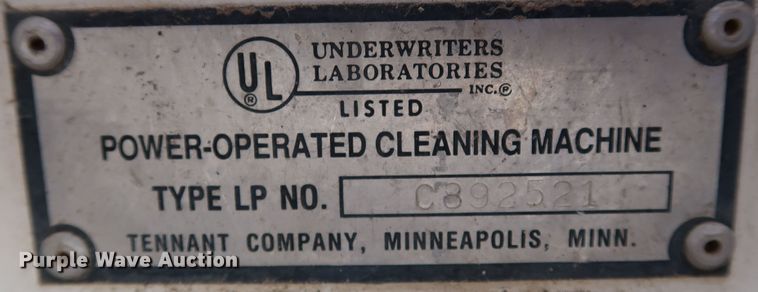 UL ®
UNDERWRITERS
LABORATORIES
INC.℗
LISTED
POWER-OPERATED CLEANING MACHINE
TYPE LP NO. C892521
TENNANT COMPANY, MINNEAPOLIS, MINN.
Purple Wave Auction